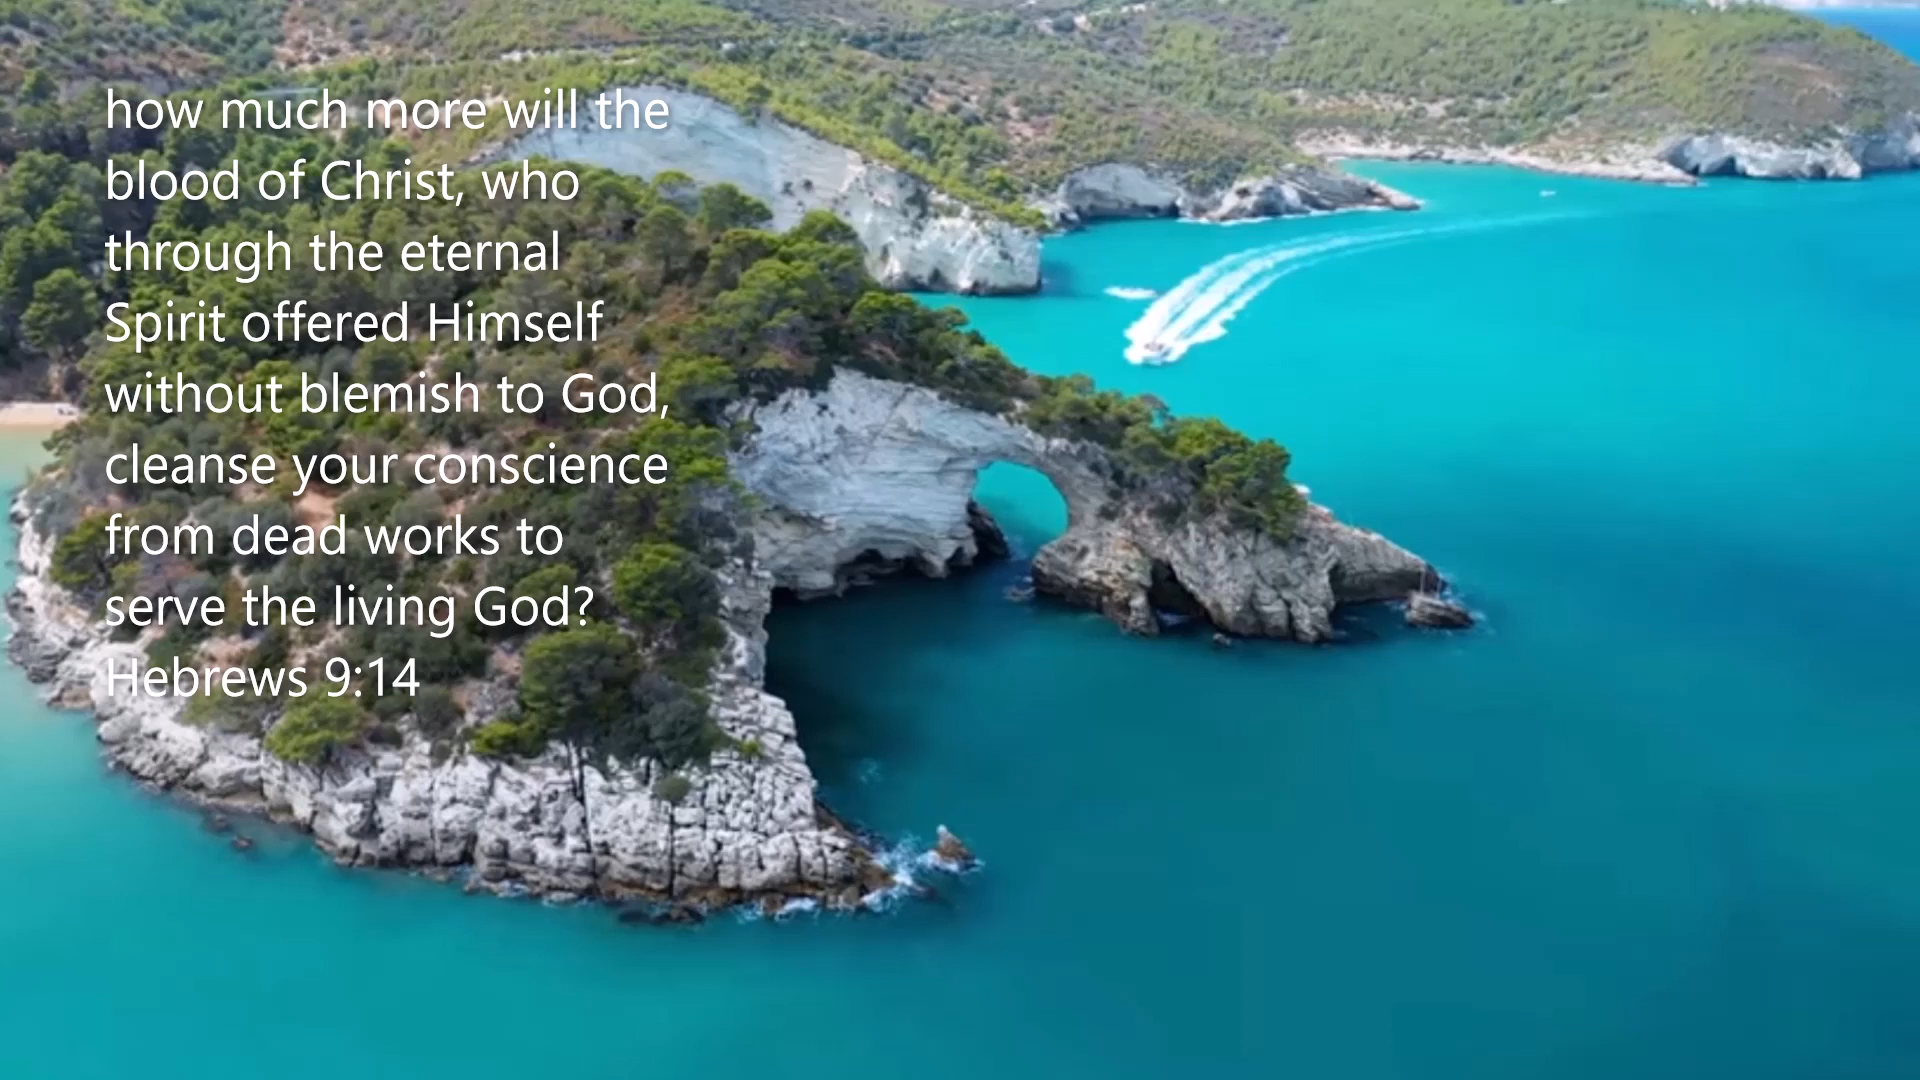 how much more will the
blood of Christ, who
through the eternal
Spirit offered Himself
without blemish to God,
cleanse your conscience
from dead works to
serve the living God?
Hebrews 9:14